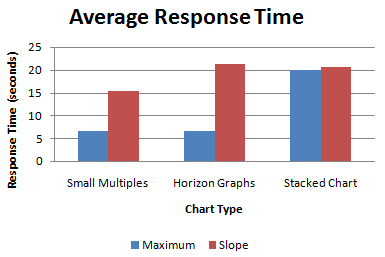 Average Response Time
Response Time (seconds)
25
20
15
10
5
0
Small Multiples Horizon Graphs Stacked Chart
Chart Type
Maximum Slope